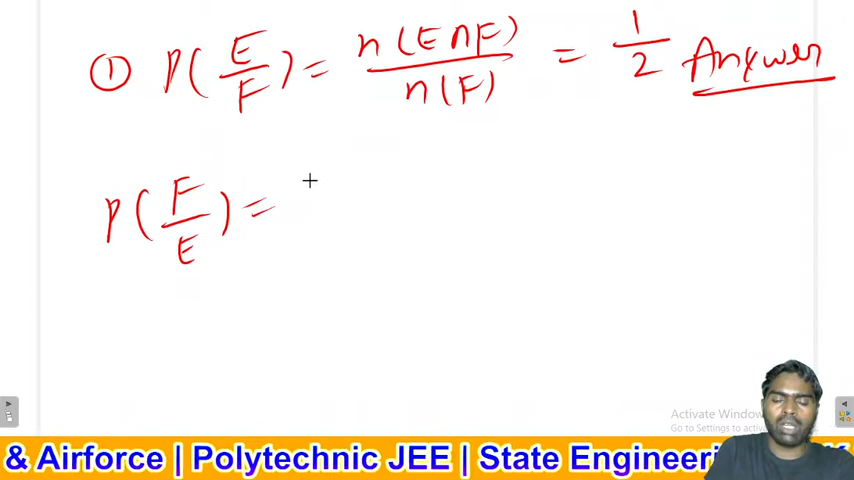 ① P(E/F) = n(E∩F)/n(F) = 1/2 Answer
P(F/E) =
Activate Window
Go to Settings to activ
& Airforce | Polytechnic JEE | State Engineeri